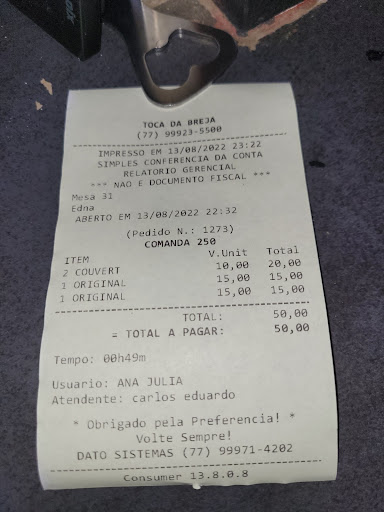 TOCA DA BREJA
(77) 99923-5500
IMPRESSO EM 13/08/2022 23:22
SIMPLES CONFERENCIA DA CONTA
RELATORIO GERENCIAL
*** NAO E DOCUMENTO FISCAL ***
Mesa 31
Edna
ABERTO EM 13/08/2022 22:32
(Pedido N.: 1273)
COMANDA 250
ITEM V.Unit Total
2 COUVERT 10,00 20,00
1 ORIGINAL 15,00 15,00
1 ORIGINAL 15,00 15,00
TOTAL: 50,00
= TOTAL A PAGAR: 50,00
Tempo: 00h49m
Usuario: ANA JULIA
Atendente: carlos eduardo
* Obrigado pela Preferencia! *
Volte Sempre!
DATO SISTEMAS (77) 99971-4202
Consumer 13.8.0.8